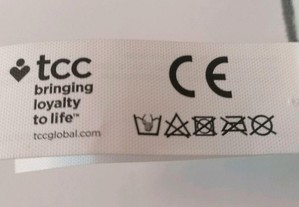 tcc
bringing
loyalty
to life™
tccglobal.com
CE